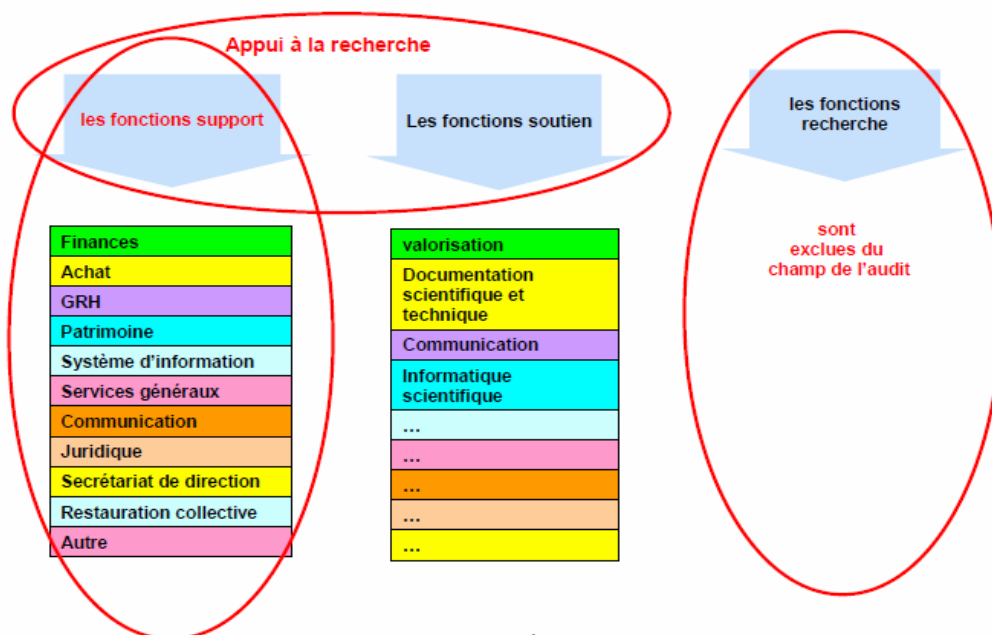 Appui à la recherche
les fonctions support
Les fonctions soutien
les fonctions
recherche
Finances
Achat
GRH
Patrimoine
Système d'information
Services généraux
Communication
Juridique
Secrétariat de direction
Restauration collective
Autre
valorisation
Documentation
scientifique et
technique
Communication
Informatique
scientifique
…
…
…
…
…
sont
exclues du
champ de l'audit